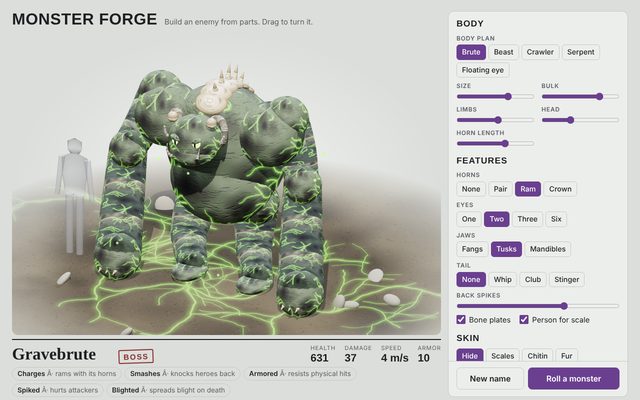 MONSTER FORGE Build an enemy from parts. Drag to turn it.
BODY
BODY PLAN
Brute Beast Crawler Serpent
Floating eye
SIZE BULK
LIMBS HEAD
HORN LENGTH
FEATURES
HORNS
None Pair Ram Crown
EYES
One Two Three Six
JAWS
Fangs Tusks Mandibles
TAIL
None Whip Club Stinger
BACK SPIKES
Bone plates Person for scale
SKIN
Hide Scales Chitin Fur
New name Roll a monster
Gravebrute BOSS
HEALTH DAMAGE SPEED ARMOR
631 37 4 m/s 10
Charges Â· rams with its horns Smashes Â· knocks heroes back Armored Â· resists physical hits
Spiked Â· hurts attackers Blighted Â· spreads blight on death